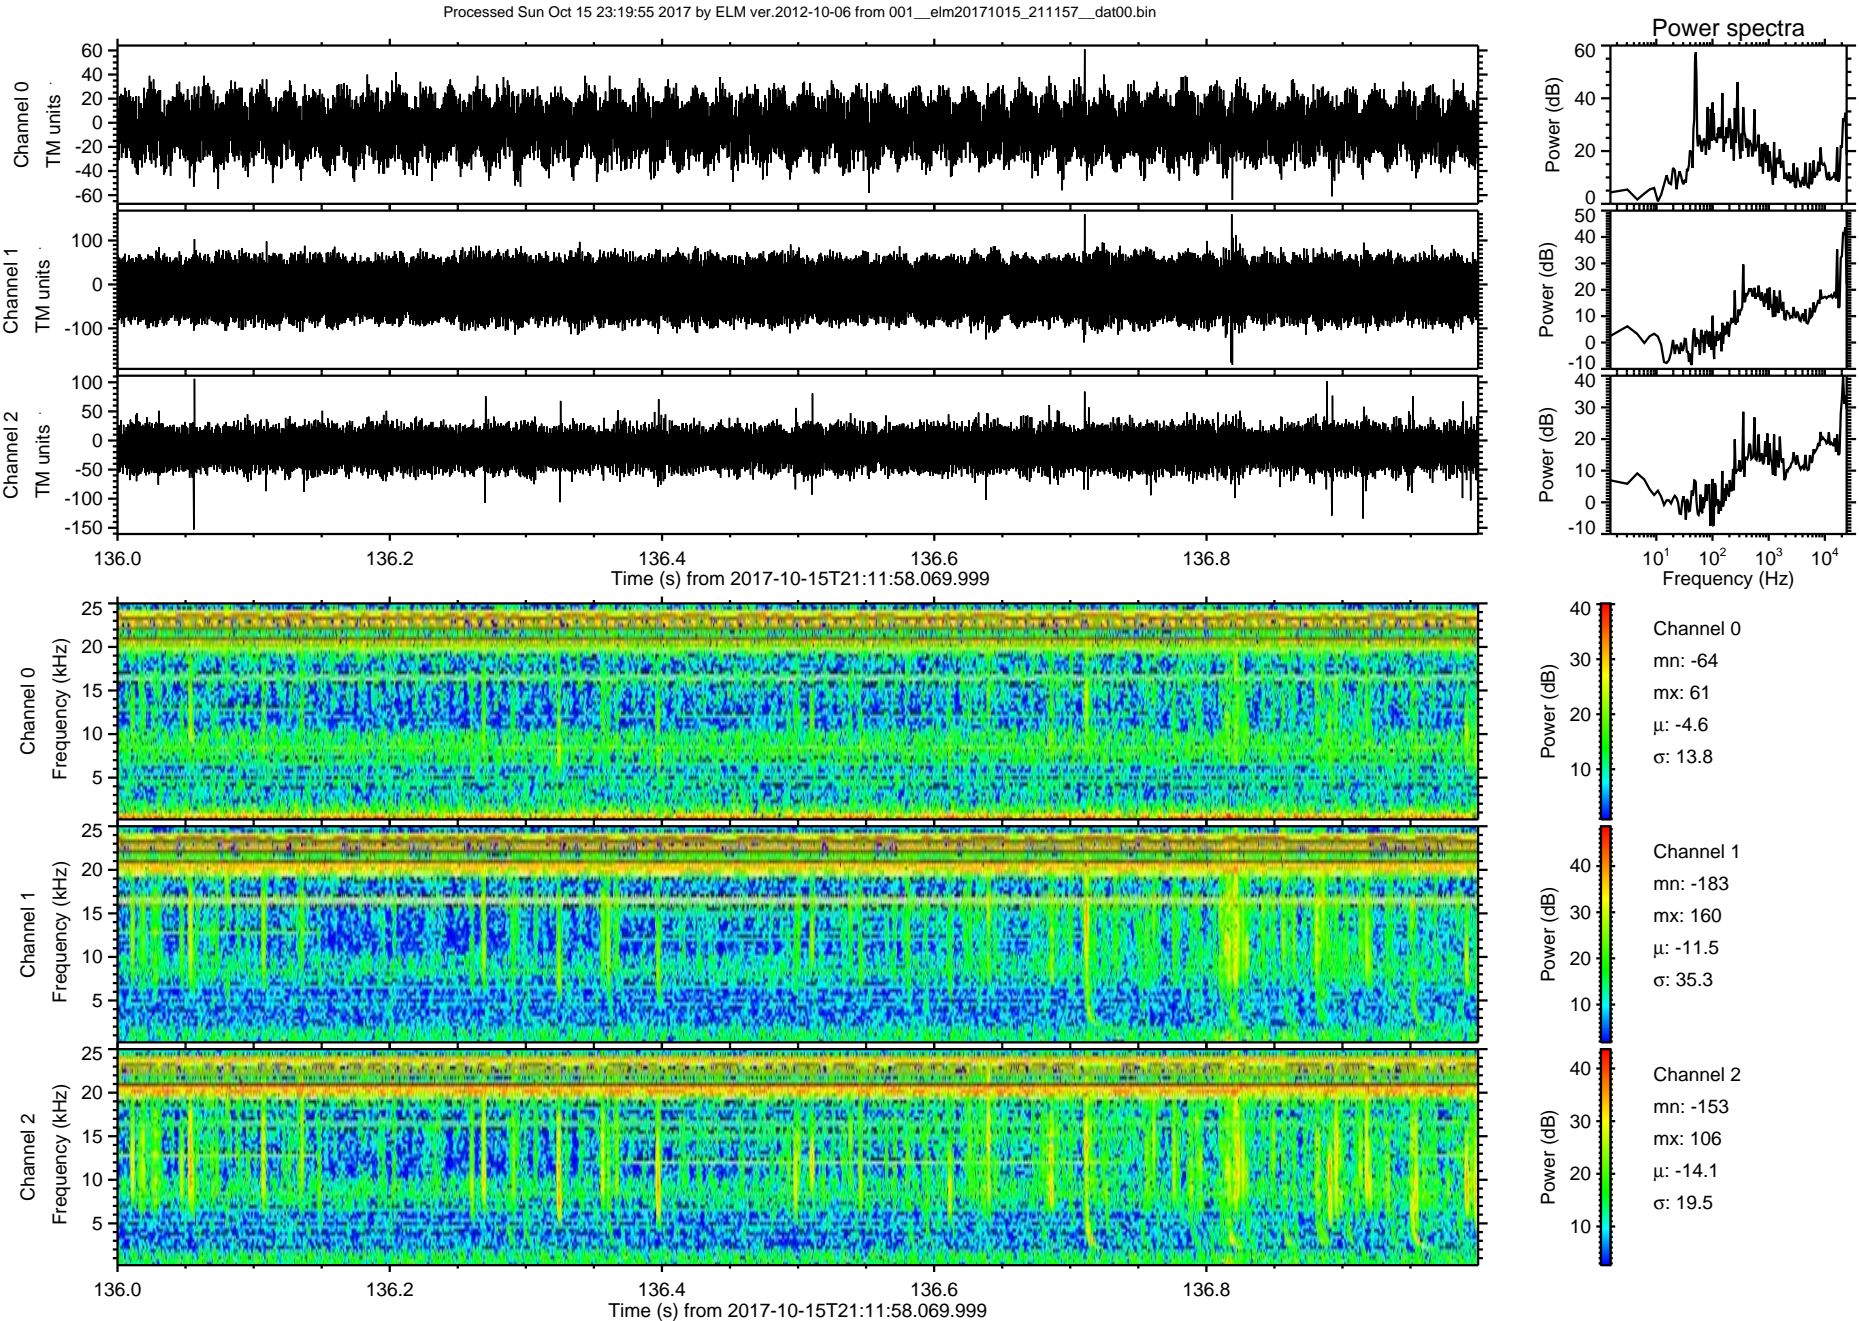 Processed Sun Oct 15 23:19:55 2017 by ELM ver.2012-10-06 from 001__elm20171015_211157__dat00.bin
Power spectra
Channel 0
TM units
60
40
20
0
-20
-40
-60
Power (dB)
60
40
20
0
Channel 1
TM units
100
0
-100
Power (dB)
50
40
30
20
10
0
-10
Channel 2
TM units
100
50
0
-50
-100
-150
Power (dB)
40
30
20
10
0
-10
136.0 136.2 136.4 136.6 136.8
Time (s) from 2017-10-15T21:11:58.069.999
10^1 10^2 10^3 10^4
Frequency (Hz)
Channel 0
Frequency (kHz)
25
20
15
10
5
Power (dB)
40
30
20
10
Channel 0
mn: -64
mx: 61
μ: -4.6
σ: 13.8
Channel 1
Frequency (kHz)
25
20
15
10
5
Power (dB)
40
30
20
10
Channel 1
mn: -183
mx: 160
μ: -11.5
σ: 35.3
Channel 2
Frequency (kHz)
25
20
15
10
5
Power (dB)
40
30
20
10
Channel 2
mn: -153
mx: 106
μ: -14.1
σ: 19.5
136.0 136.2 136.4 136.6 136.8
Time (s) from 2017-10-15T21:11:58.069.999